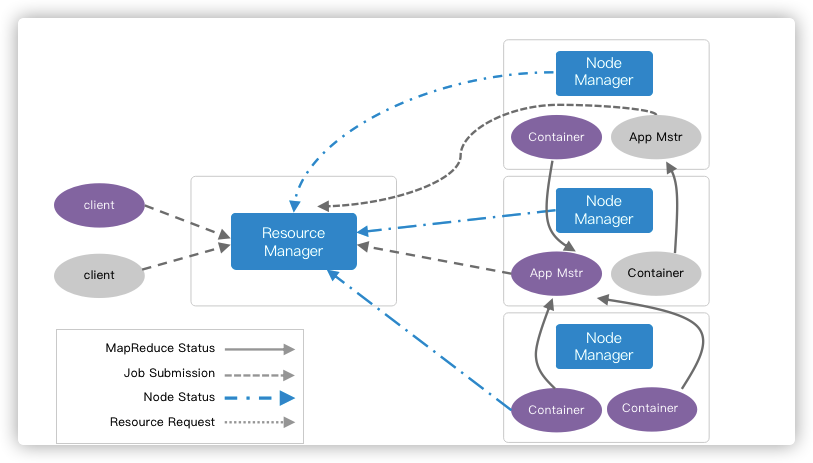 Node
Manager
Container
App Mstr
client
Resource
Manager
client
Node
Manager
App Mstr
Container
Node
Manager
Container
Container
MapReduce Status
Job Submission
Node Status
Resource Request